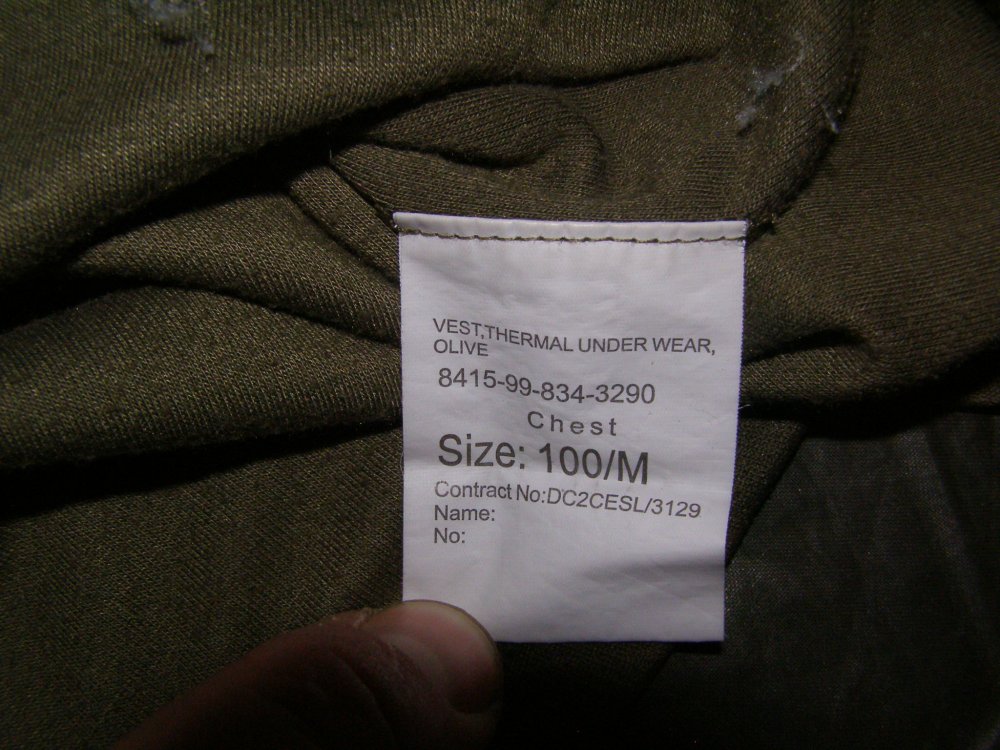 VEST,THERMAL UNDER WEAR,
OLIVE
8415-99-834-3290
Chest
Size: 100/M
Contract No:DC2CESL/3129
Name:
No: